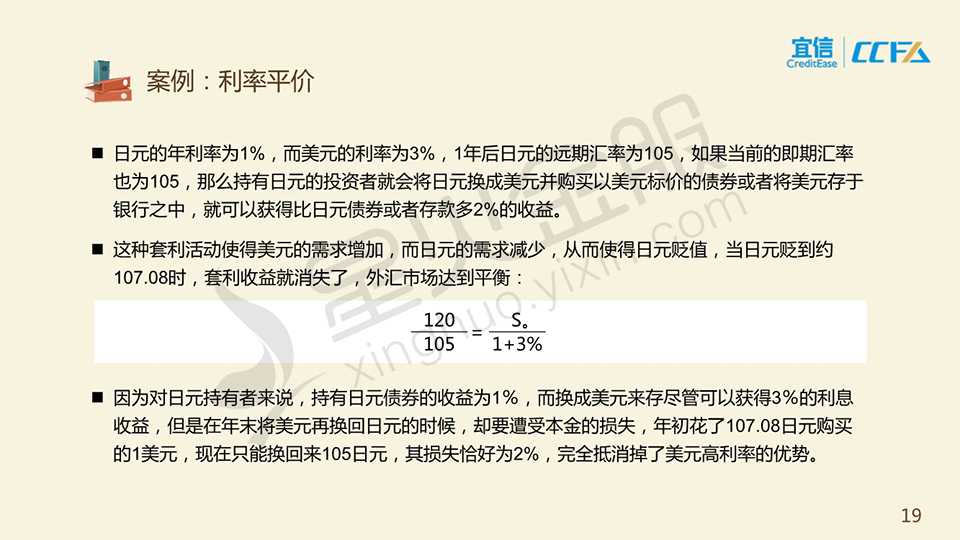 宜信 CCFA
CreditEase
案例：利率平价
■ 日元的年利率为1%，而美元的利率为3%，1年后日元的远期汇率为105，如果当前的即期汇率
也为105，那么持有日元的投资者就会将日元换成美元并购买以美元标价的债券或者将美元存于
银行之中，就可以获得比日元债券或者存款多2%的收益。
■ 这种套利活动使得美元的需求增加，而日元的需求减少，从而使得日元贬值，当日元贬到约
107.08时，套利收益就消失了，外汇市场达到平衡：
120/105 = S。/1+3%
■ 因为对日元持有者来说，持有日元债券的收益为1%，而换成美元来存尽管可以获得3%的利息
收益，但是在年末将美元再换回日元的时候，却要遭受本金的损失，年初花了107.08日元购买
的1美元，现在只能换回来105日元，其损失恰好为2%，完全抵消掉了美元高利率的优势。
星火金服
xinghuo.yixin.com
19